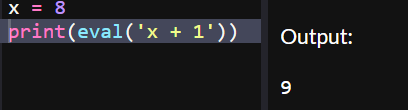 x = 8
print(eval('x + 1'))
Output:
9